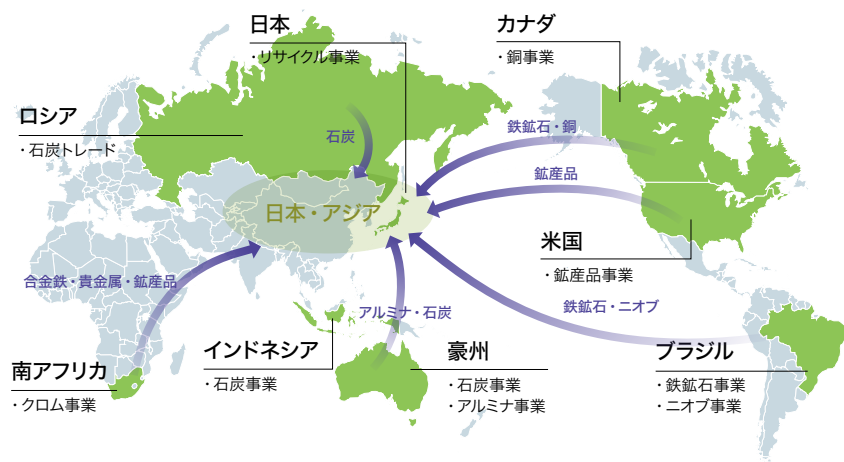 日本
・リサイクル事業
カナダ
・銅事業
ロシア
・石炭トレード
石炭
鉄鉱石・銅
鉱産品
日本・アジア
米国
・鉱産品事業
合金鉄・貴金属・鉱産品
アルミナ・石炭
鉄鉱石・ニオブ
南アフリカ
・クロム事業
インドネシア
・石炭事業
豪州
・石炭事業
・アルミナ事業
ブラジル
・鉄鉱石事業
・ニオブ事業